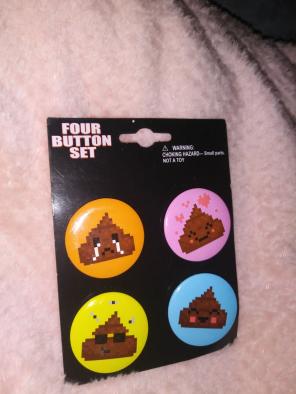 FOUR
BUTTON
SET
⚠ WARNING:
CHOKING HAZARD— Small parts.
NOT A TOY